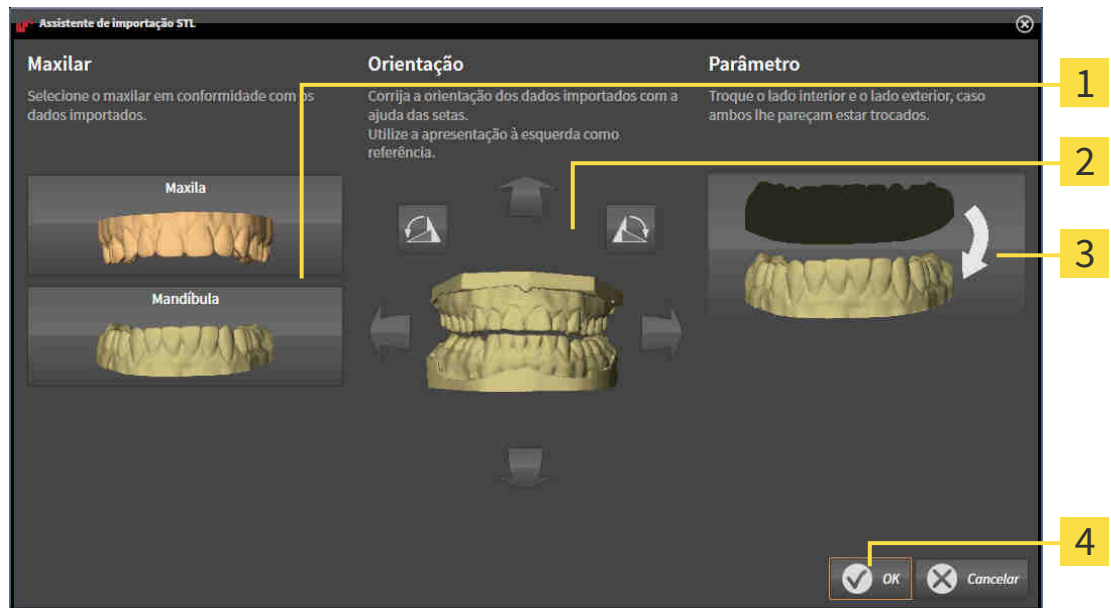 Assistente de importação STL
Maxilar
Selecione o maxilar em conformidade com os
dados importados.
Maxila
Mandíbula
Orientação
Corrija a orientação dos dados importados com a
ajuda das setas.
Utilize a apresentação à esquerda como
referência.
Parâmetro
Troque o lado interior e o lado exterior, caso
ambos lhe pareçam estar trocados.
OK
Cancelar
1
2
3
4